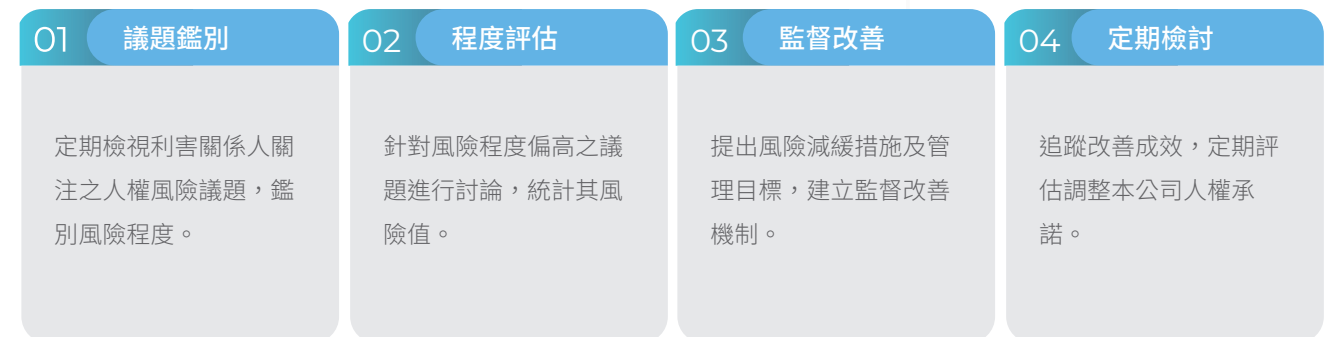 01 議題鑑別
定期檢視利害關係人關
注之人權風險議題，鑑
別風險程度。
02 程度評估
針對風險程度偏高之議
題進行討論，統計其風
險值。
03 監督改善
提出風險減緩措施及管
理目標，建立監督改善
機制。
04 定期檢討
追蹤改善成效，定期評
估調整本公司人權承
諾。